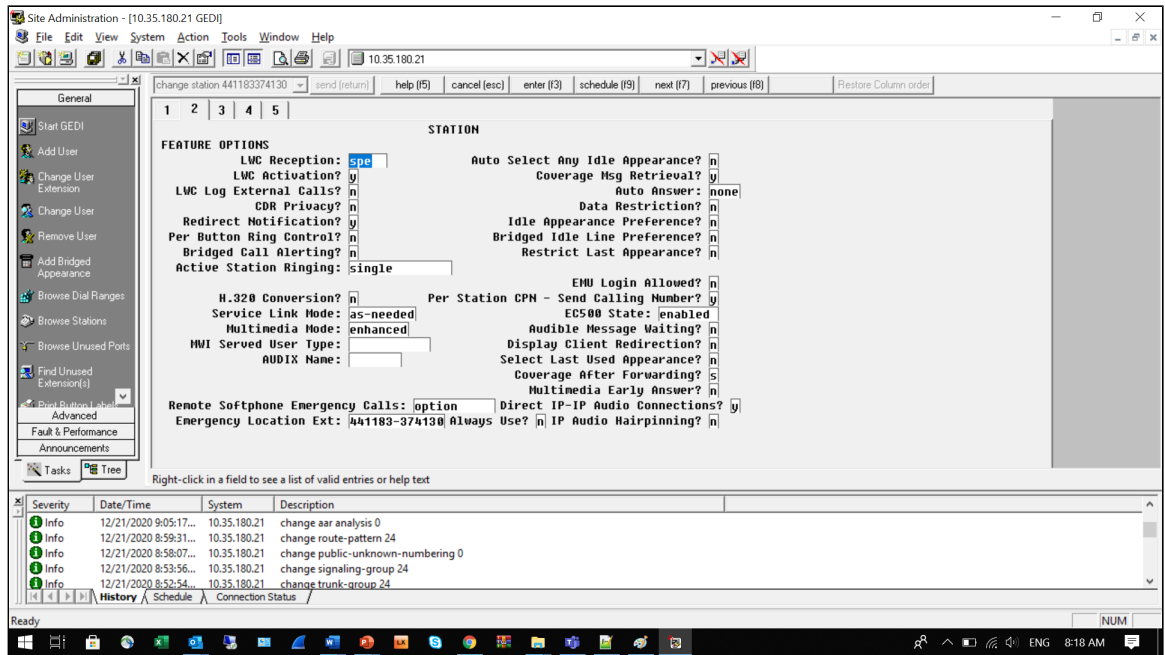 Site Administration - [10.35.180.21 GEDI]
File Edit View System Action Tools Window Help
10.35.180.21
change station 441183374130 send (return) help (f5) cancel (esc) enter (f3) schedule (f9) next (f7) previous (f8) Restore Column order
General
Start GEDI
Add User
Change User Extension
Change User
Remove User
Add Bridged Appearance
Browse Dial Ranges
Browse Stations
Browse Unused Ports
Find Unused Extension(s)
Print Button Labels
Advanced
Fault & Performance
Announcements
Tasks Tree
1 2 3 4 5
STATION
FEATURE OPTIONS
LWC Reception: spe Auto Select Any Idle Appearance? n
LWC Activation? y Coverage Msg Retrieval? y
LWC Log External Calls? n Auto Answer: none
CDR Privacy? n Data Restriction? n
Redirect Notification? y Idle Appearance Preference? n
Per Button Ring Control? n Bridged Idle Line Preference? n
Bridged Call Alerting? n Restrict Last Appearance? n
Active Station Ringing: single
EMU Login Allowed? n
H.320 Conversion? n Per Station CPN - Send Calling Number? y
Service Link Mode: as-needed EC500 State: enabled
Multimedia Mode: enhanced Audible Message Waiting? n
MWI Served User Type: Display Client Redirection? n
AUDIX Name: Select Last Used Appearance? n
Coverage After Forwarding? s
Multimedia Early Answer? n
Remote Softphone Emergency Calls: option Direct IP-IP Audio Connections? y
Emergency Location Ext: 441183-374130 Always Use? n IP Audio Hairpinning? n
Right-click in a field to see a list of valid entries or help text
Severity Date/Time System Description
Info 12/21/2020 9:05:17... 10.35.180.21 change aar analysis 0
Info 12/21/2020 8:59:31... 10.35.180.21 change route-pattern 24
Info 12/21/2020 8:58:07... 10.35.180.21 change public-unknown-numbering 0
Info 12/21/2020 8:53:56... 10.35.180.21 change signaling-group 24
Info 12/21/2020 8:52:54... 10.35.180.21 change trunk-group 24
History Schedule Connection Status
Ready NUM
ENG 8:18 AM